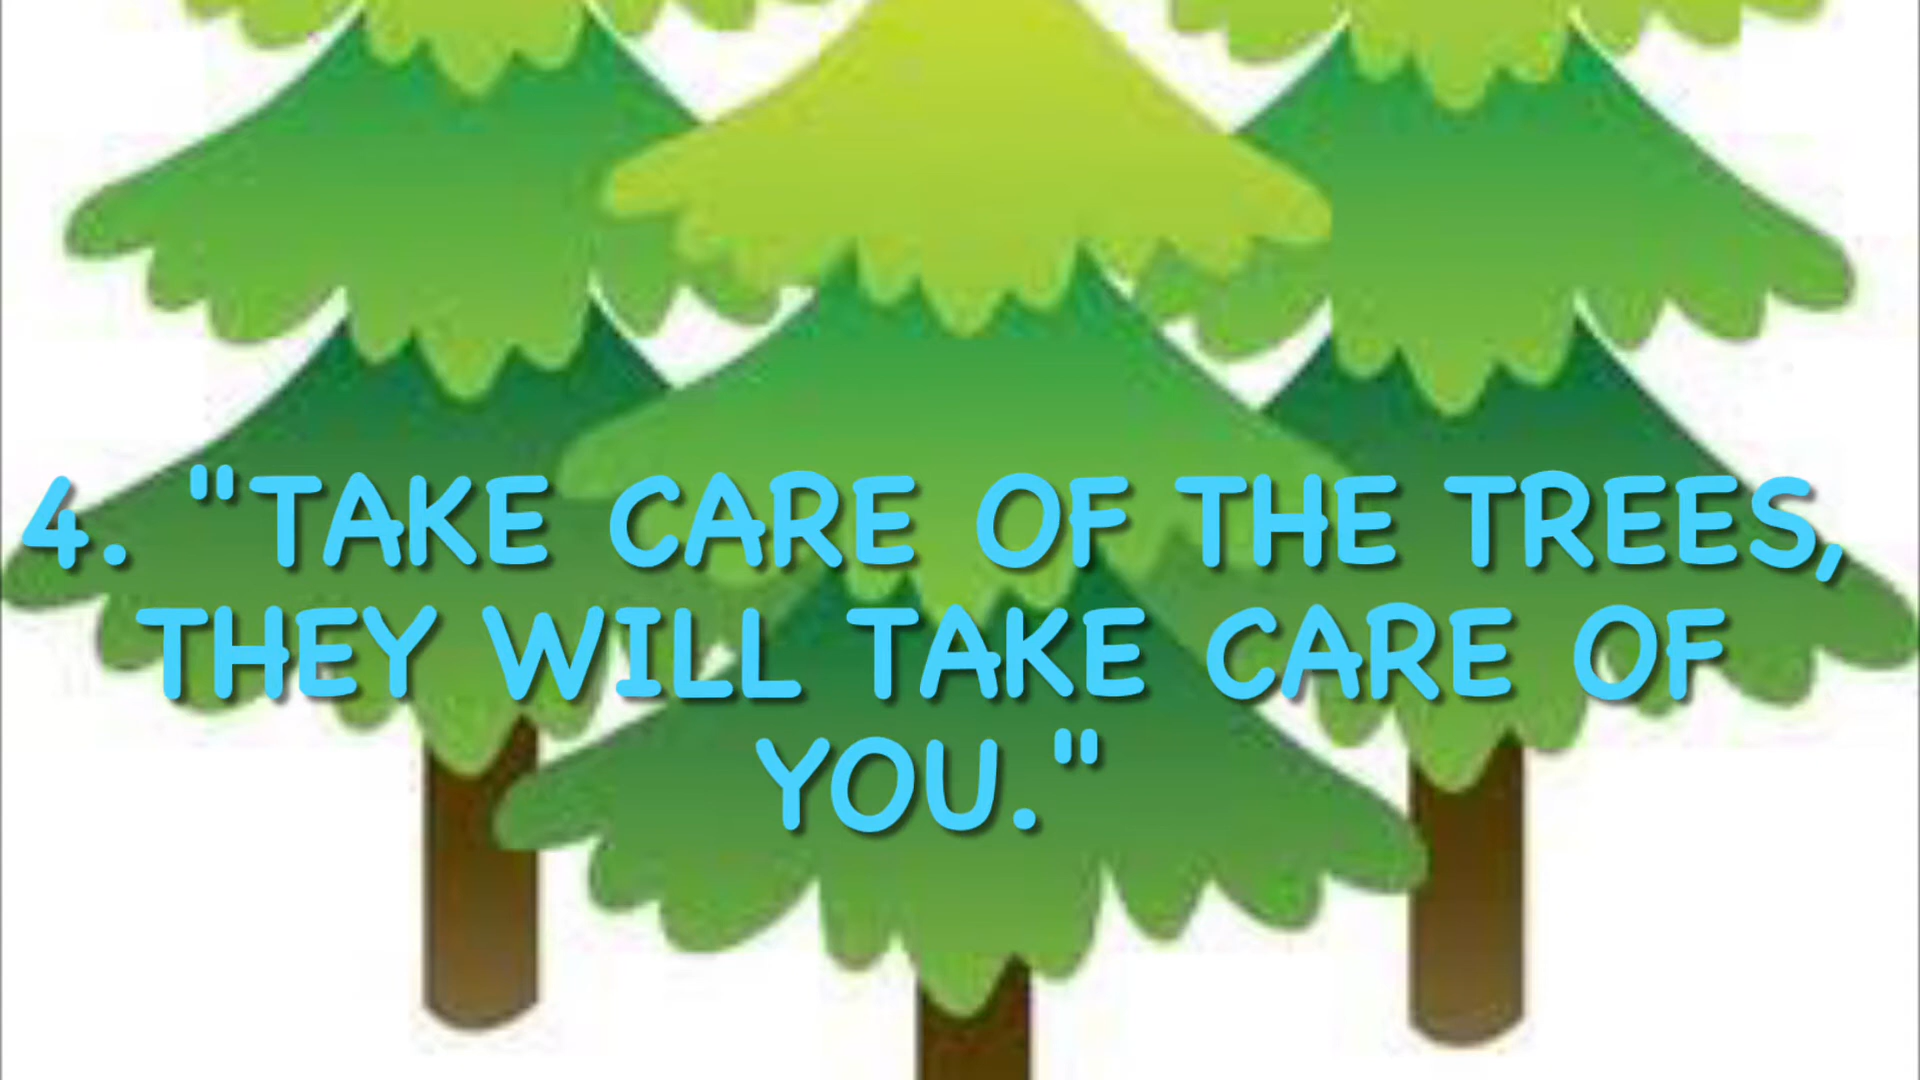 4. "TAKE CARE OF THE TREES,
THEY WILL TAKE CARE OF
YOU."